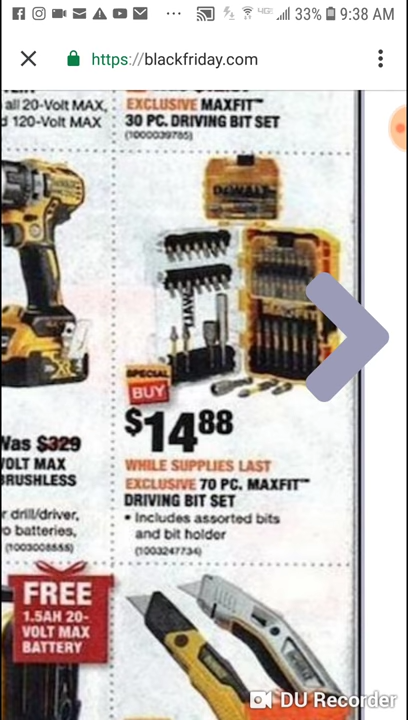 33% 9:38 AM
https://blackfriday.com
all 20-Volt MAX,
120-Volt MAX
EXCLUSIVE MAXFIT™
30 PC. DRIVING BIT SET
(1000039785)
DEWALT
SPECIAL
BUY
$14 88
WHILE SUPPLIES LAST
EXCLUSIVE 70 PC. MAXFIT™
DRIVING BIT SET
• Includes assorted bits
and bit holder
(1003247734)
Was $329
VOLT MAX
BRUSHLESS
r drill/driver,
o batteries,
(1003008555)
FREE
1.5AH 20-
VOLT MAX
BATTERY
DU Recorder